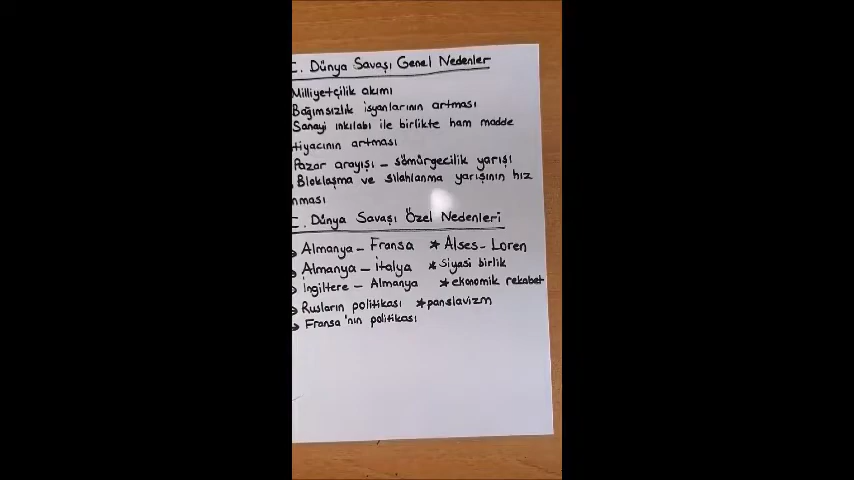 Dünya Savaşı Genel Nedenler
Milliyetçilik akımı
Bağımsızlık isyanlarının artması
Sanayi inkılabı ile birlikte ham madde
tiyacının artması
Pazar arayışı - sömürgecilik yarışı
Bloklaşma ve silahlanma yarışının hız
nması
Dünya Savaşı Özel Nedenleri
Almanya - Fransa * Alses - Loren
Almanya - italya * siyasi birlik
İngiltere - Almanya * ekonomik rekabet
Rusların politikası * panslavizm
Fransa'nın politikası